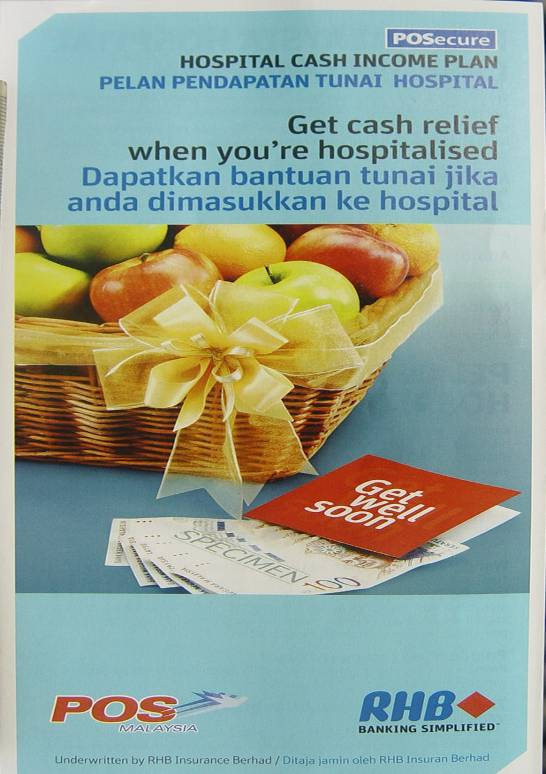 POSecure
HOSPITAL CASH INCOME PLAN
PELAN PENDAPATAN TUNAI HOSPITAL
Get cash relief
when you're hospitalised
Dapatkan bantuan tunai jika
anda dimasukkan ke hospital
Get
well
soon
SPECIMEN
100
POS
MALAYSIA
RHB
BANKING SIMPLIFIED™
Underwritten by RHB Insurance Berhad / Ditaja jamin oleh RHB Insuran Berhad